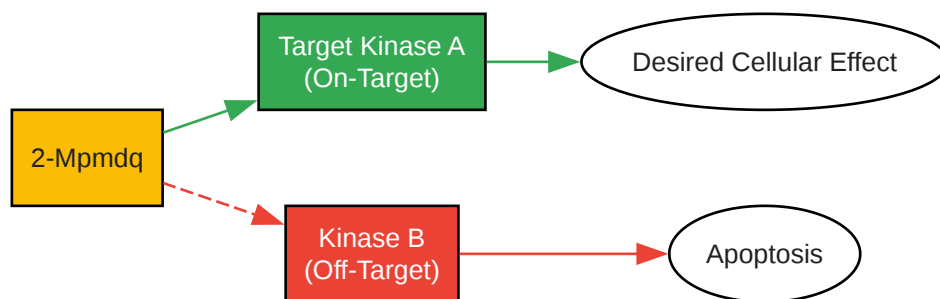 Target Kinase A
(On-Target)
Desired Cellular Effect
2-Mpmdq
Kinase B
(Off-Target)
Apoptosis